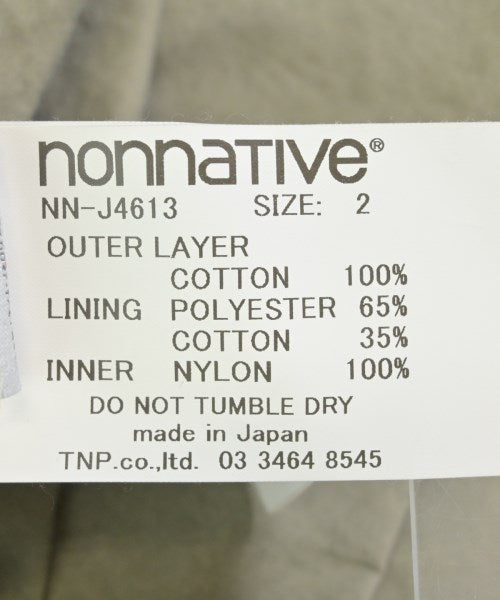 nonnative®
NN-J4613 SIZE: 2
OUTER LAYER
COTTON 100%
LINING POLYESTER 65%
COTTON 35%
INNER NYLON 100%
DO NOT TUMBLE DRY
made in Japan
TNP.co.,ltd. 03 3464 8545